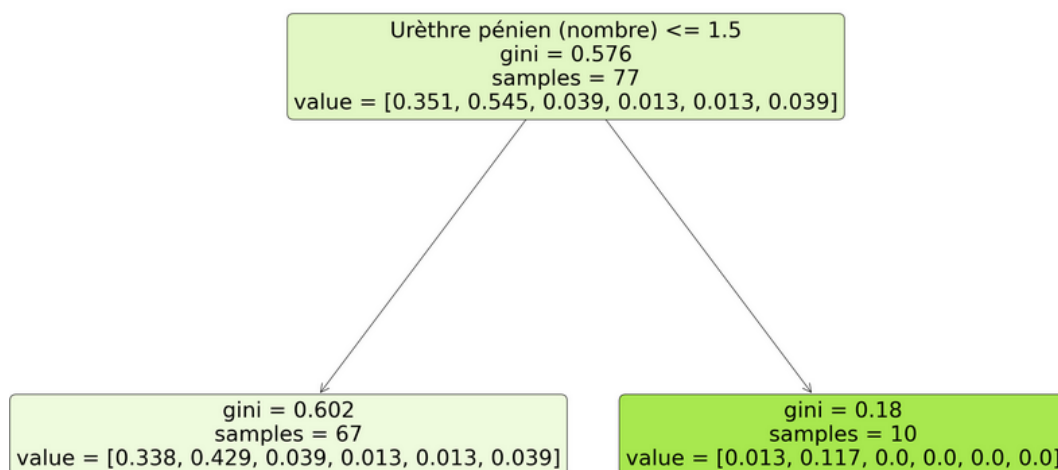 Urèthre pénien (nombre) <= 1.5
gini = 0.576
samples = 77
value = [0.351, 0.545, 0.039, 0.013, 0.013, 0.039]
gini = 0.602
samples = 67
value = [0.338, 0.429, 0.039, 0.013, 0.013, 0.039]
gini = 0.18
samples = 10
value = [0.013, 0.117, 0.0, 0.0, 0.0, 0.0]